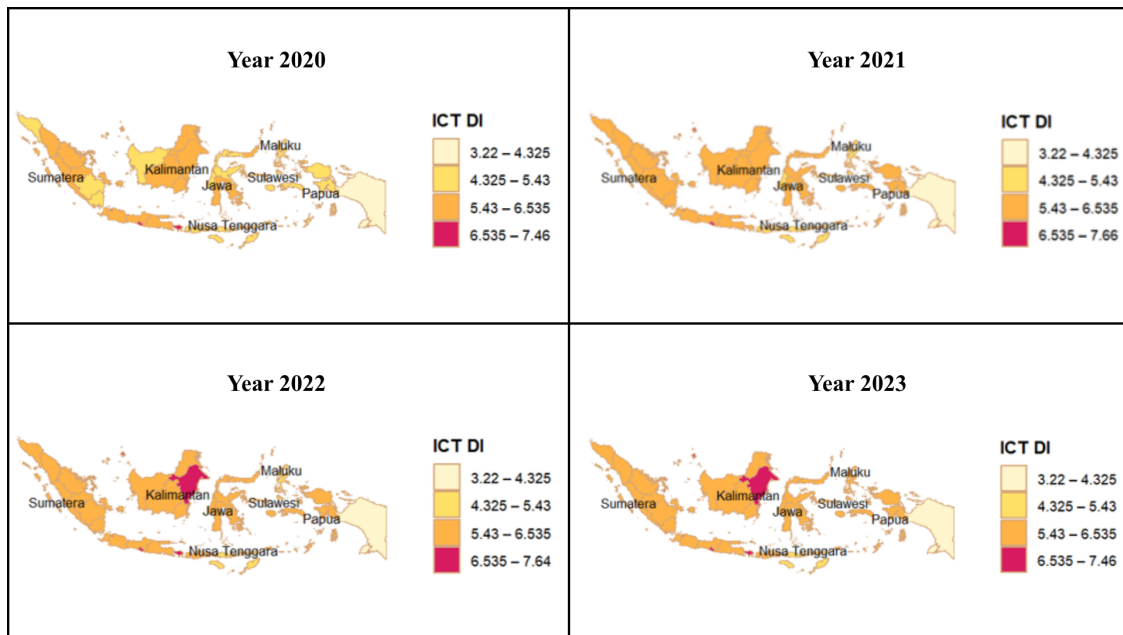 Year 2020
ICT DI
3.22 – 4.325
4.325 – 5.43
5.43 – 6.535
6.535 – 7.46
Sumatera
Kalimantan
Jawa
Maluku
Sulawesi
Papua
Nusa Tenggara
Year 2021
ICT DI
3.22 – 4.325
4.325 – 5.43
5.43 – 6.535
6.535 – 7.66
Sumatera
Kalimantan
Jawa
Maluku
Sulawesi
Papua
Nusa Tenggara
Year 2022
ICT DI
3.22 – 4.325
4.325 – 5.43
5.43 – 6.535
6.535 – 7.64
Sumatera
Kalimantan
Jawa
Maluku
Sulawesi
Papua
Nusa Tenggara
Year 2023
ICT DI
3.22 – 4.325
4.325 – 5.43
5.43 – 6.535
6.535 – 7.46
Sumatera
Kalimantan
Jawa
Maluku
Sulawesi
Papua
Nusa Tenggara